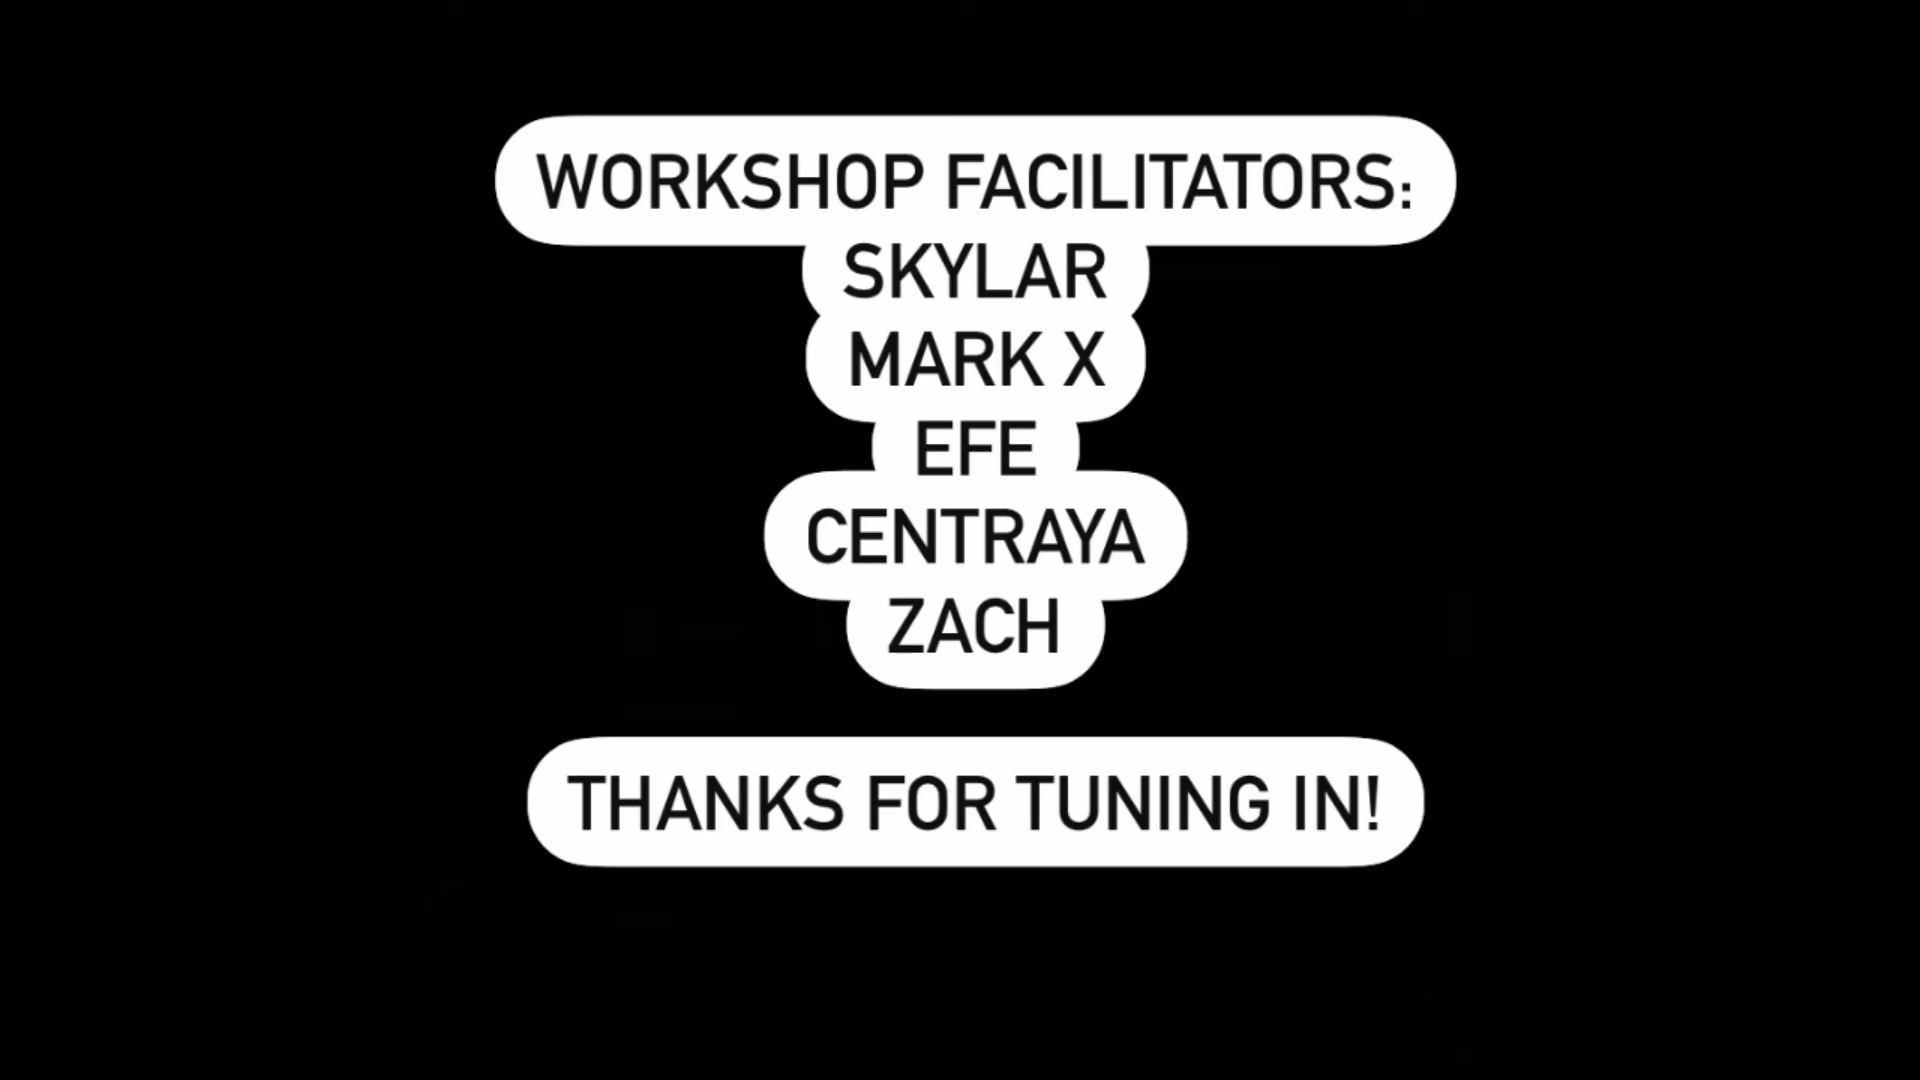 WORKSHOP FACILITATORS:
SKYLAR
MARK X
EFE
CENTRAYA
ZACH
THANKS FOR TUNING IN!